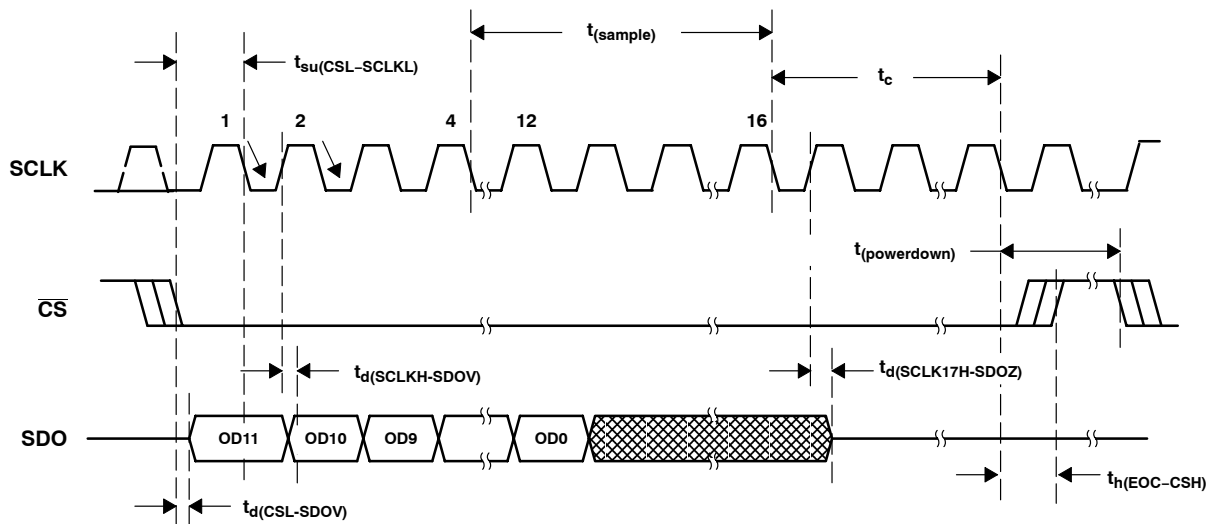 t(sample)
tsu(CSL–SCLKL)
tc
1
2
4
12
16
SCLK
t(powerdown)
CS
td(SCLKH-SDOV)
td(SCLK17H-SDOZ)
SDO
OD11
OD10
OD9
OD0
th(EOC–CSH)
td(CSL-SDOV)